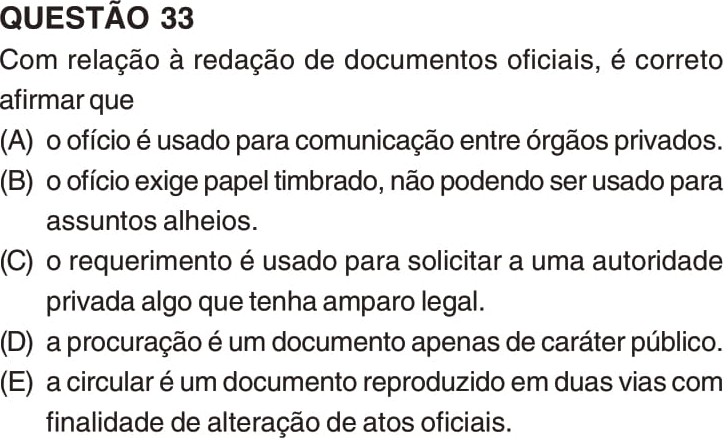 QUESTÃO 33
Com relação à redação de documentos oficiais, é correto
afirmar que
(A) o ofício é usado para comunicação entre órgãos privados.
(B) o ofício exige papel timbrado, não podendo ser usado para
assuntos alheios.
(C) o requerimento é usado para solicitar a uma autoridade
privada algo que tenha amparo legal.
(D) a procuração é um documento apenas de caráter público.
(E) a circular é um documento reproduzido em duas vias com
finalidade de alteração de atos oficiais.